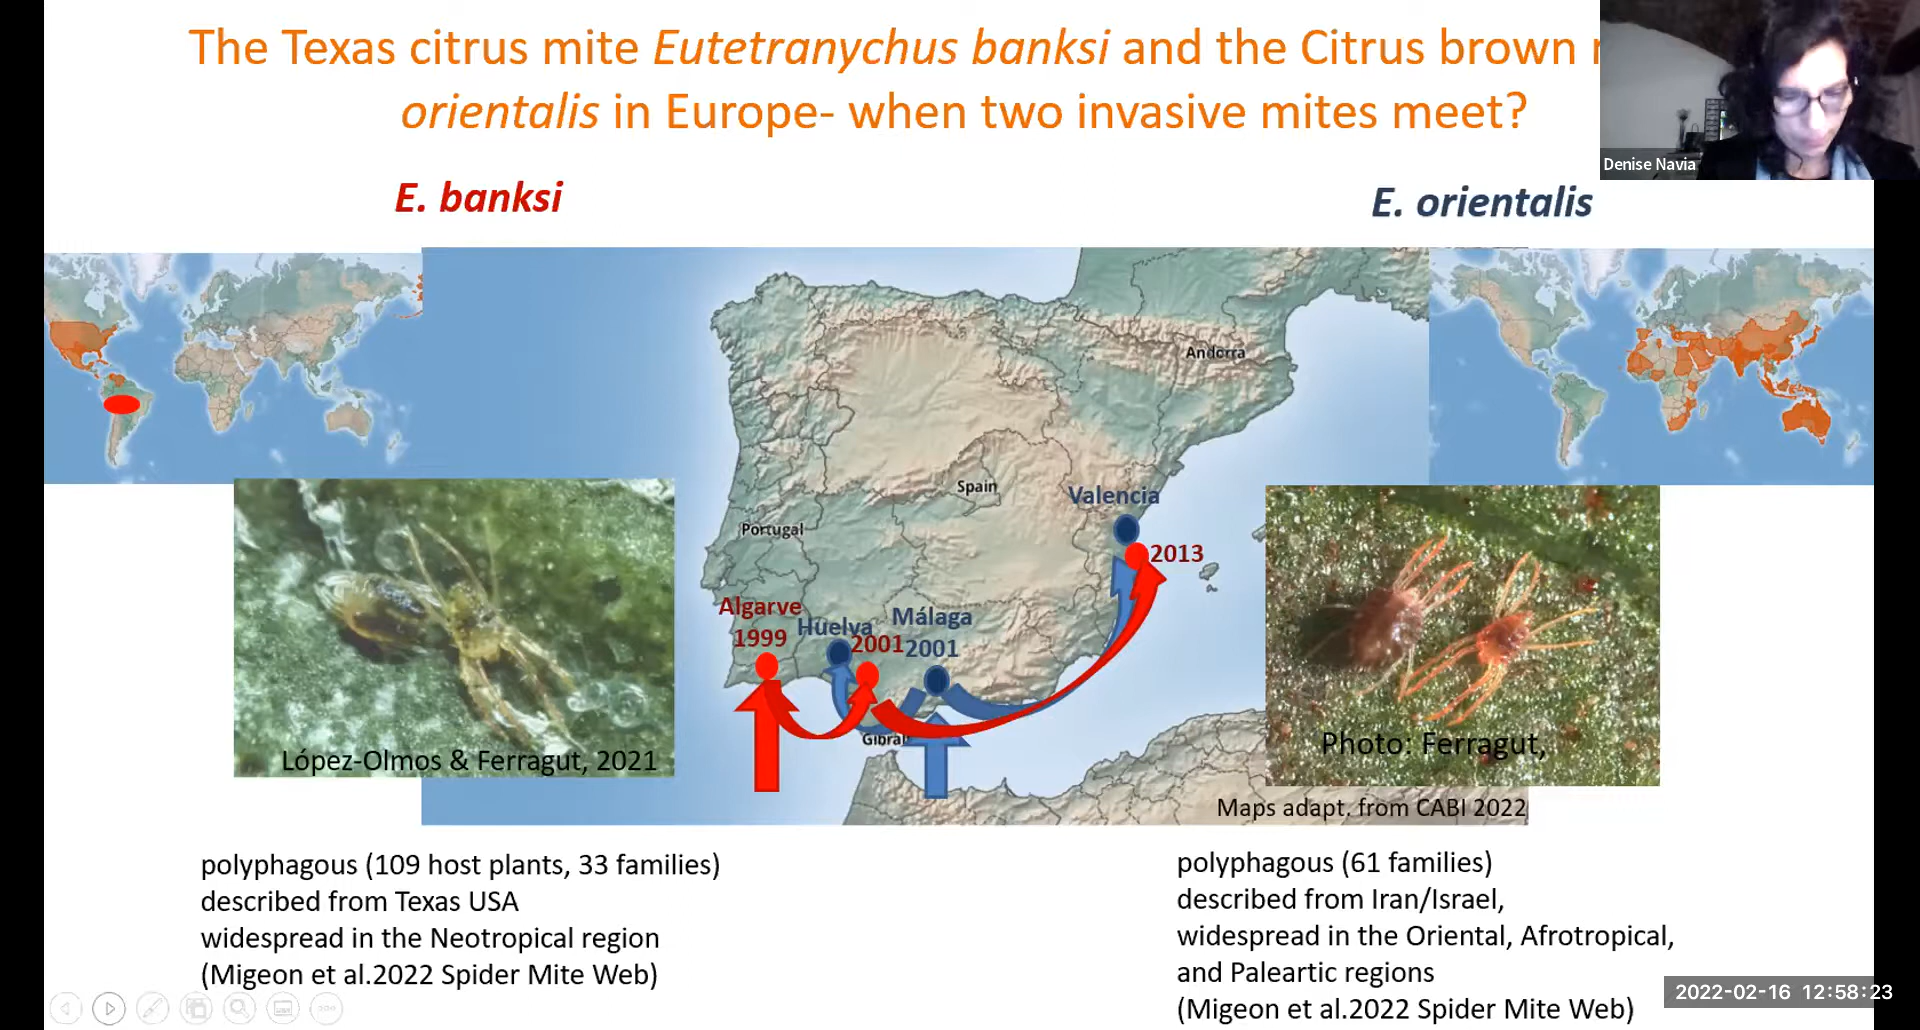 The Texas citrus mite Eutetranychus banksi and the Citrus brown
orientalis in Europe- when two invasive mites meet?
Denise Navia
E. banksi
E. orientalis
Andorra
Spain
Valencia
Portugal
2013
Algarve
1999
Huelva
2001
Málaga
2001
Gibral
López-Olmos & Ferragut, 2021
Photo: Ferragut,
Maps adapt. from CABI 2022
polyphagous (109 host plants, 33 families)
described from Texas USA
widespread in the Neotropical region
(Migeon et al.2022 Spider Mite Web)
polyphagous (61 families)
described from Iran/Israel,
widespread in the Oriental, Afrotropical,
and Paleartic regions
(Migeon et al.2022 Spider Mite Web)
2022-02-16 12:58:23